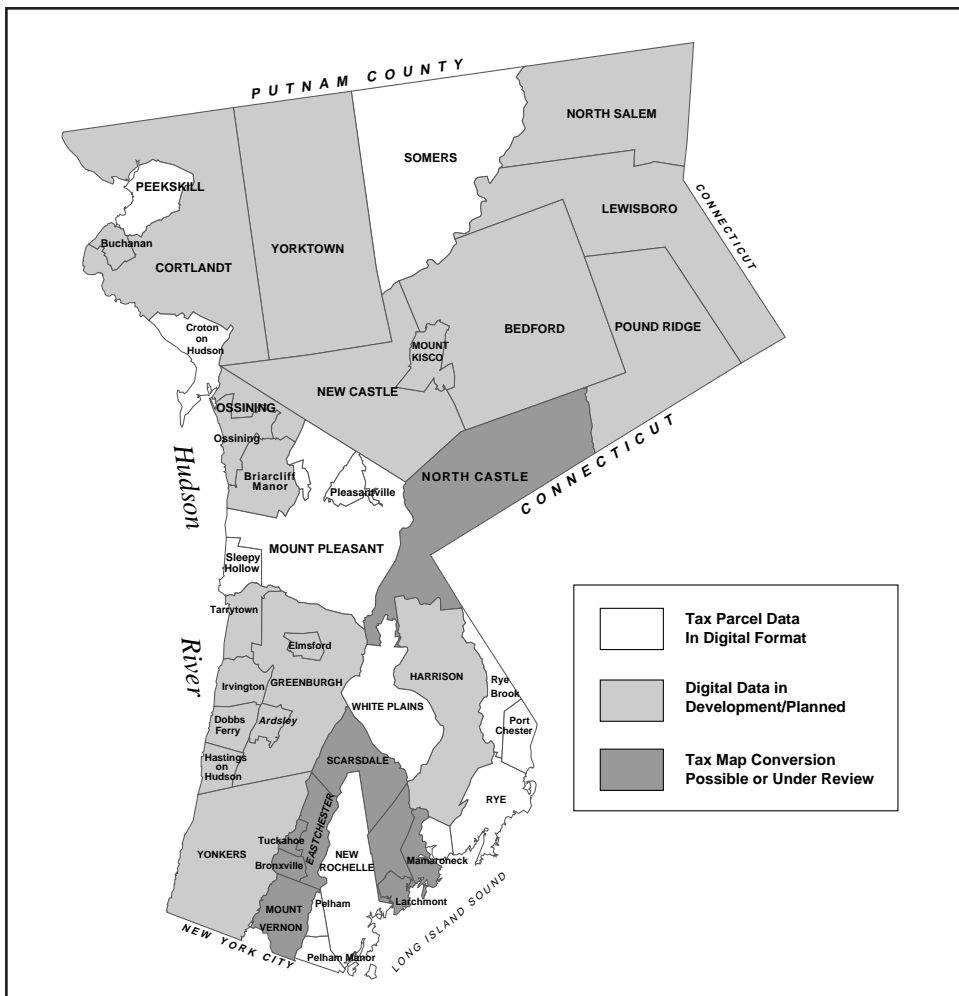 PUTNAM COUNTY
NORTH SALEM
SOMERS
PEEKSKILL
CONNECTICUT
LEWISBORO
Buchanan
YORKTOWN
CORTLANDT
Croton
on
Hudson
BEDFORD
POUND RIDGE
MOUNT
KISCO
NEW CASTLE
OSSINING
Ossining
Hudson
NORTH CASTLE
CONNECTICUT
Briarcliff
Manor
Pleasantville
MOUNT PLEASANT
Sleepy
Hollow
Tarrytown
River
Elmsford
Irvington
GREENBURGH
HARRISON
Rye
Brook
WHITE PLAINS
Port
Chester
Dobbs
Ferry
Ardsley
Hastings
on
Hudson
SCARSDALE
RYE
EASTCHESTER
Tuckahoe
YONKERS
Bronxville
NEW
ROCHELLE
Mamaroneck
Larchmont
MOUNT
VERNON
Pelham
Pelham Manor
NEW YORK CITY
LONG ISLAND SOUND
Tax Parcel Data
In Digital Format
Digital Data in
Development/Planned
Tax Map Conversion
Possible or Under Review